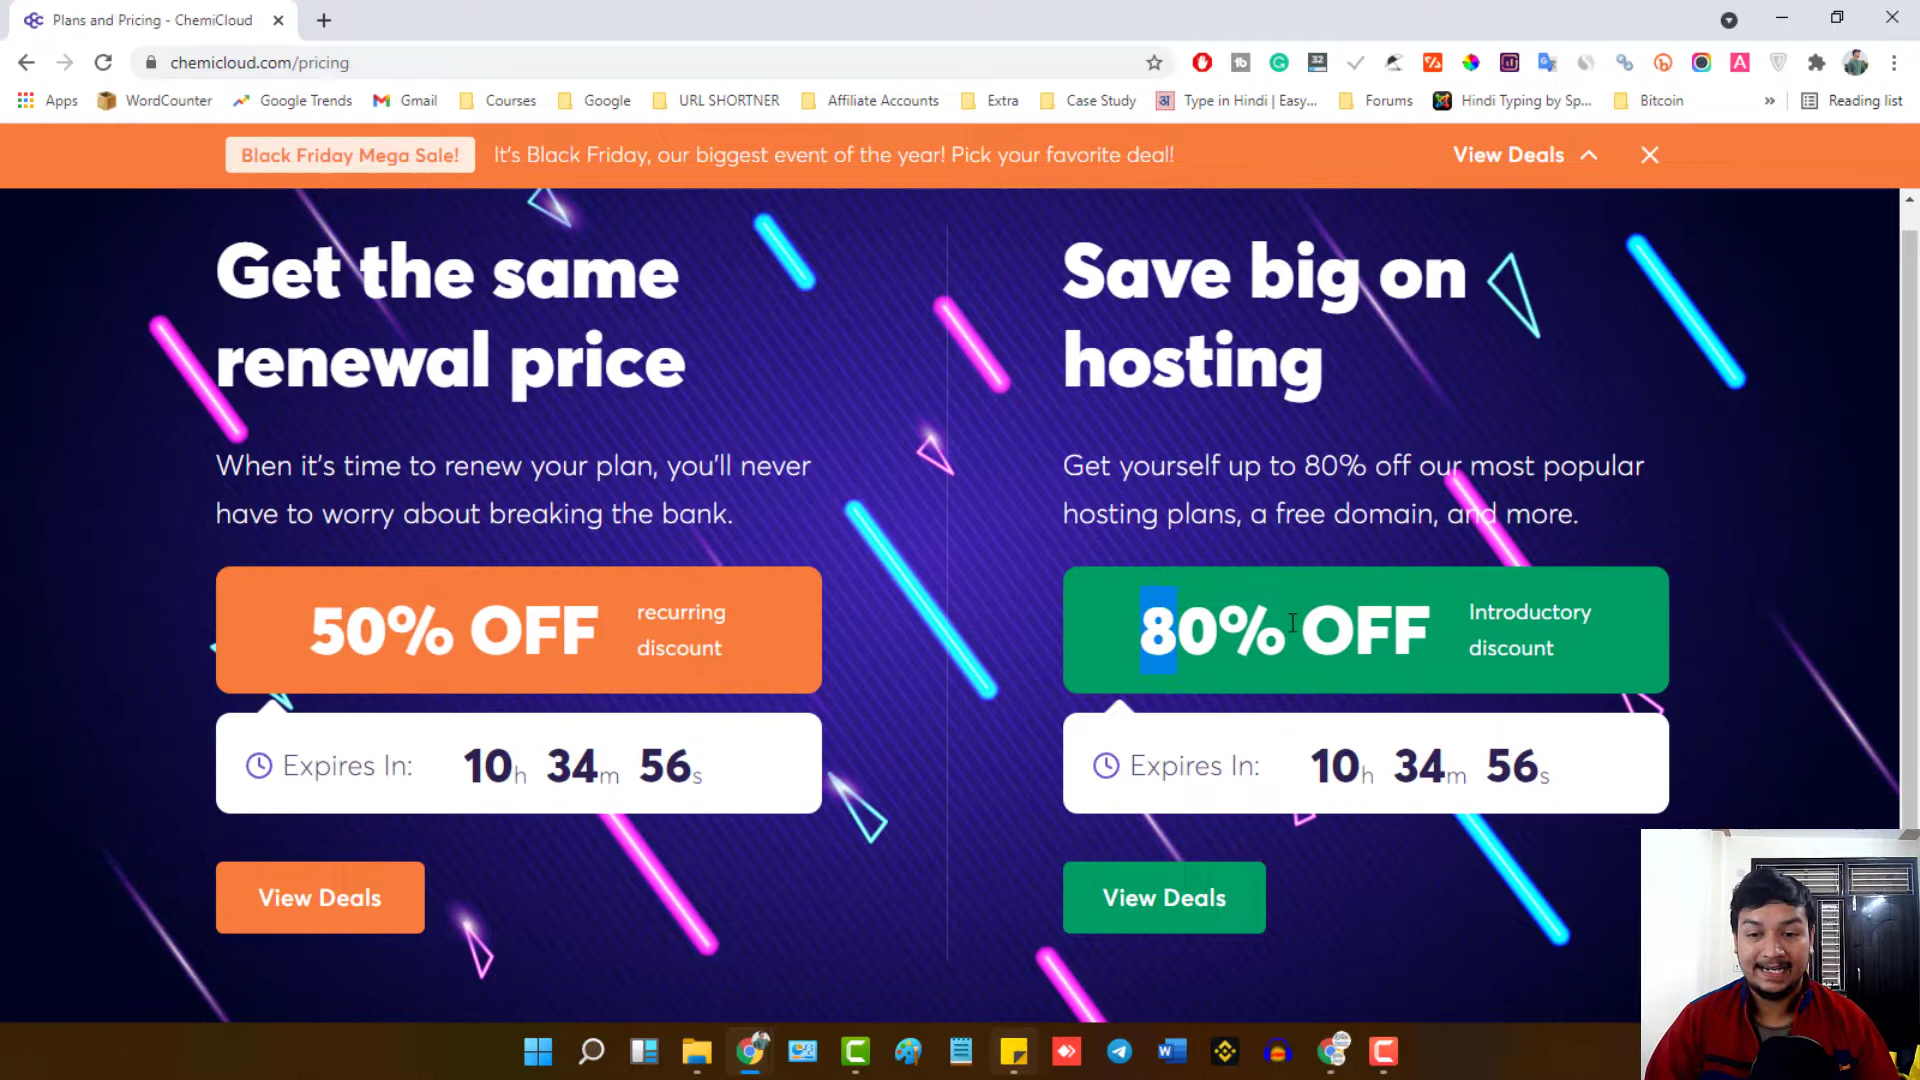 Plans and Pricing - ChemiCloud
chemicloud.com/pricing
32
Apps
WordCounter
Google Trends
Gmail
Courses
Google
URL SHORTNER
Affiliate Accounts
Extra
Case Study
Type in Hindi | Easy...
Forums
Hindi Typing by Sp...
Bitcoin
»
Reading list
Black Friday Mega Sale!
It's Black Friday, our biggest event of the year! Pick your favorite deal!
View Deals
Get the same
renewal price
When it's time to renew your plan, you'll never
have to worry about breaking the bank.
50% OFF
recurring
discount
Expires In:
10h 34m 56s
View Deals
Save big on
hosting
Get yourself up to 80% off our most popular
hosting plans, a free domain, and more.
80% OFF
Introductory
discount
Expires In:
10h 34m 56s
View Deals